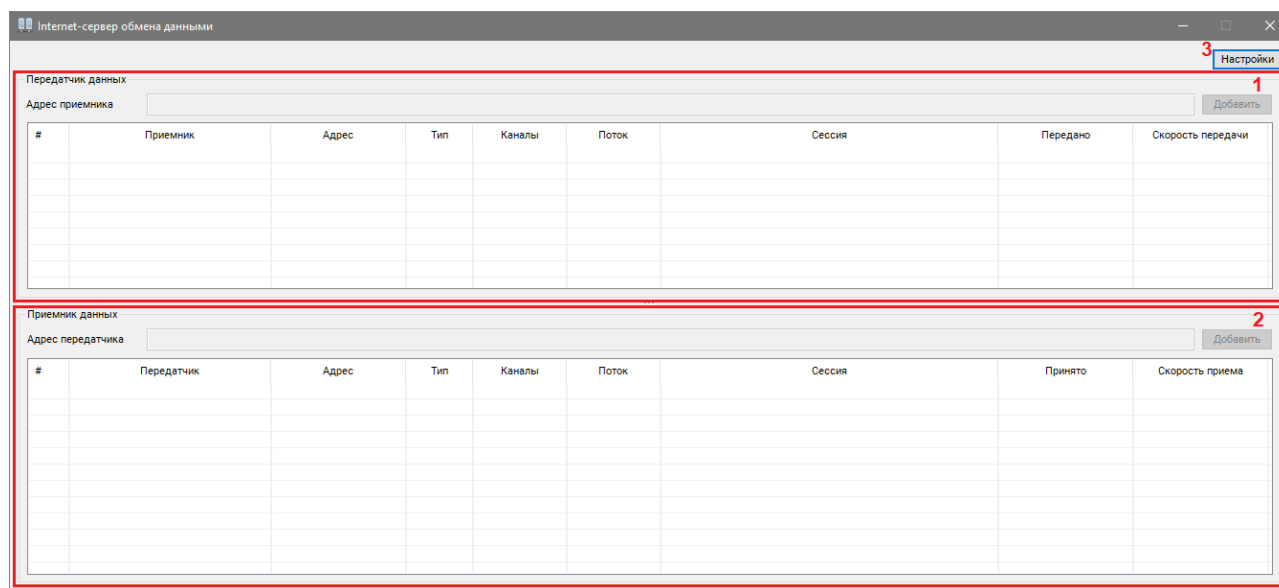 Internet-сервер обмена данными
3
Настройки
Передатчик данных
1
Адрес приемника Добавить
# Приемник Адрес Тип Каналы Поток Сессия Передано Скорость передачи
Приемник данных
2
Адрес передатчика Добавить
# Передатчик Адрес Тип Каналы Поток Сессия Принято Скорость приема